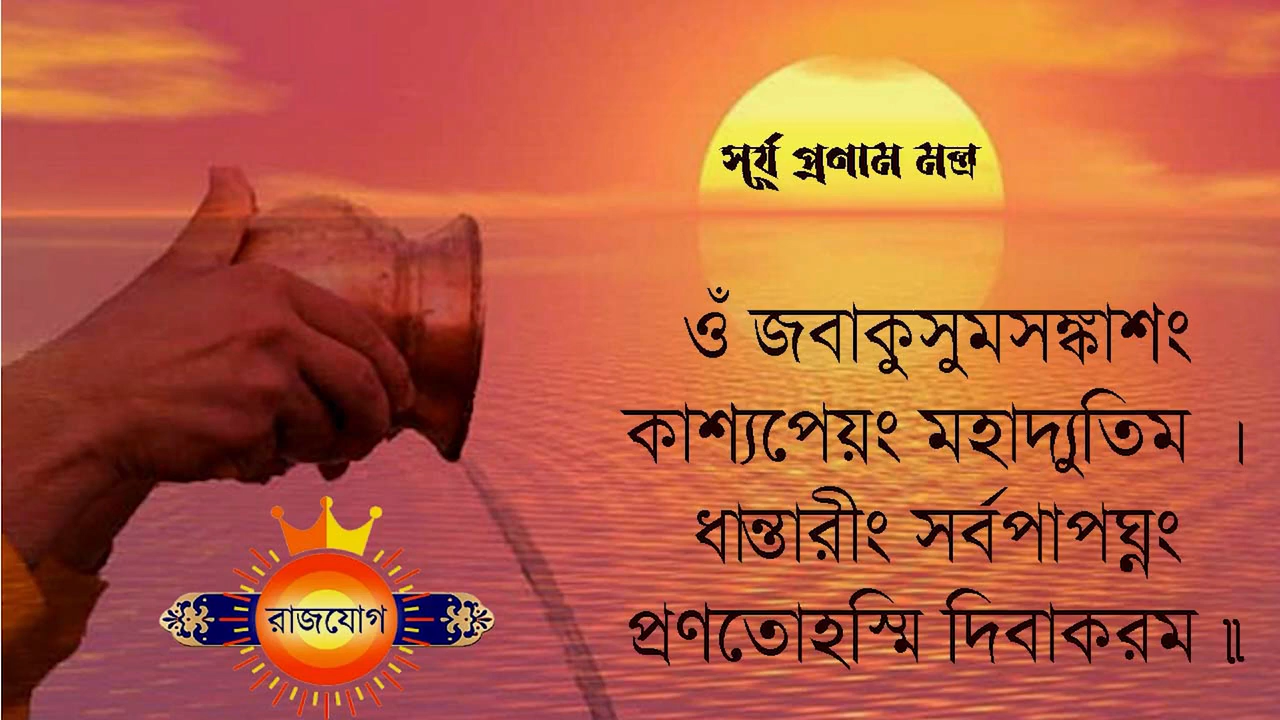 সূর্য প্রণাম মন্ত্র
ওঁ জবাকুসুমসঙ্কাশং
কাশ্যপেয়ং মহাদ্যুতিম ।
ধান্তারীং সর্বপাপঘ্নং
প্রণতোহস্মি দিবাকরম ॥
রাজযোগ